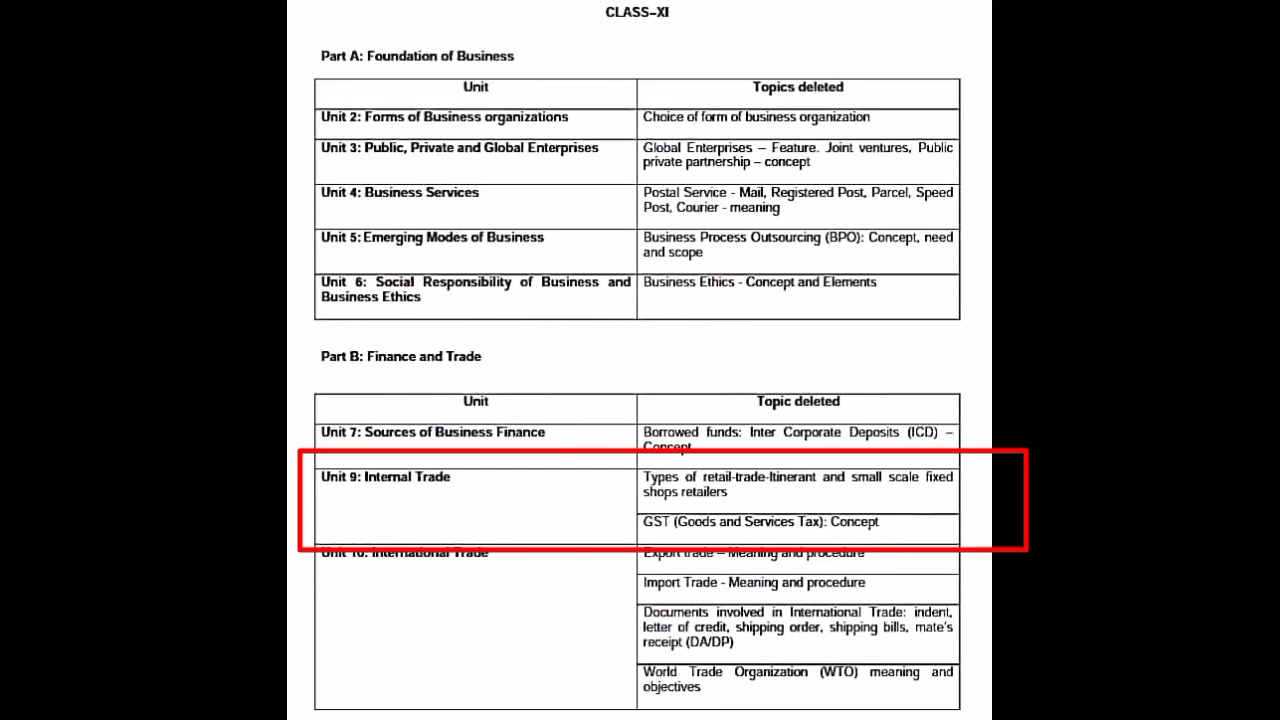 CLASS–XI
Part A: Foundation of Business
Unit
Topics deleted
Unit 2: Forms of Business organizations
Choice of form of business organization
Unit 3: Public, Private and Global Enterprises
Global Enterprises – Feature. Joint ventures, Public
private partnership – concept
Unit 4: Business Services
Postal Service - Mail, Registered Post, Parcel, Speed
Post, Courier - meaning
Unit 5: Emerging Modes of Business
Business Process Outsourcing (BPO): Concept, need
and scope
Unit 6: Social Responsibility of Business and
Business Ethics
Business Ethics - Concept and Elements
Part B: Finance and Trade
Unit
Topic deleted
Unit 7: Sources of Business Finance
Borrowed funds: Inter Corporate Deposits (ICD) –
Concept
Unit 9: Internal Trade
Types of retail-trade-Itinerant and small scale fixed
shops retailers
GST (Goods and Services Tax): Concept
Unit 10: International Trade
Export trade – Meaning and procedure
Import Trade - Meaning and procedure
Documents involved in International Trade: indent,
letter of credit, shipping order, shipping bills, mate's
receipt (DA/DP)
World Trade Organization (WTO) meaning and
objectives